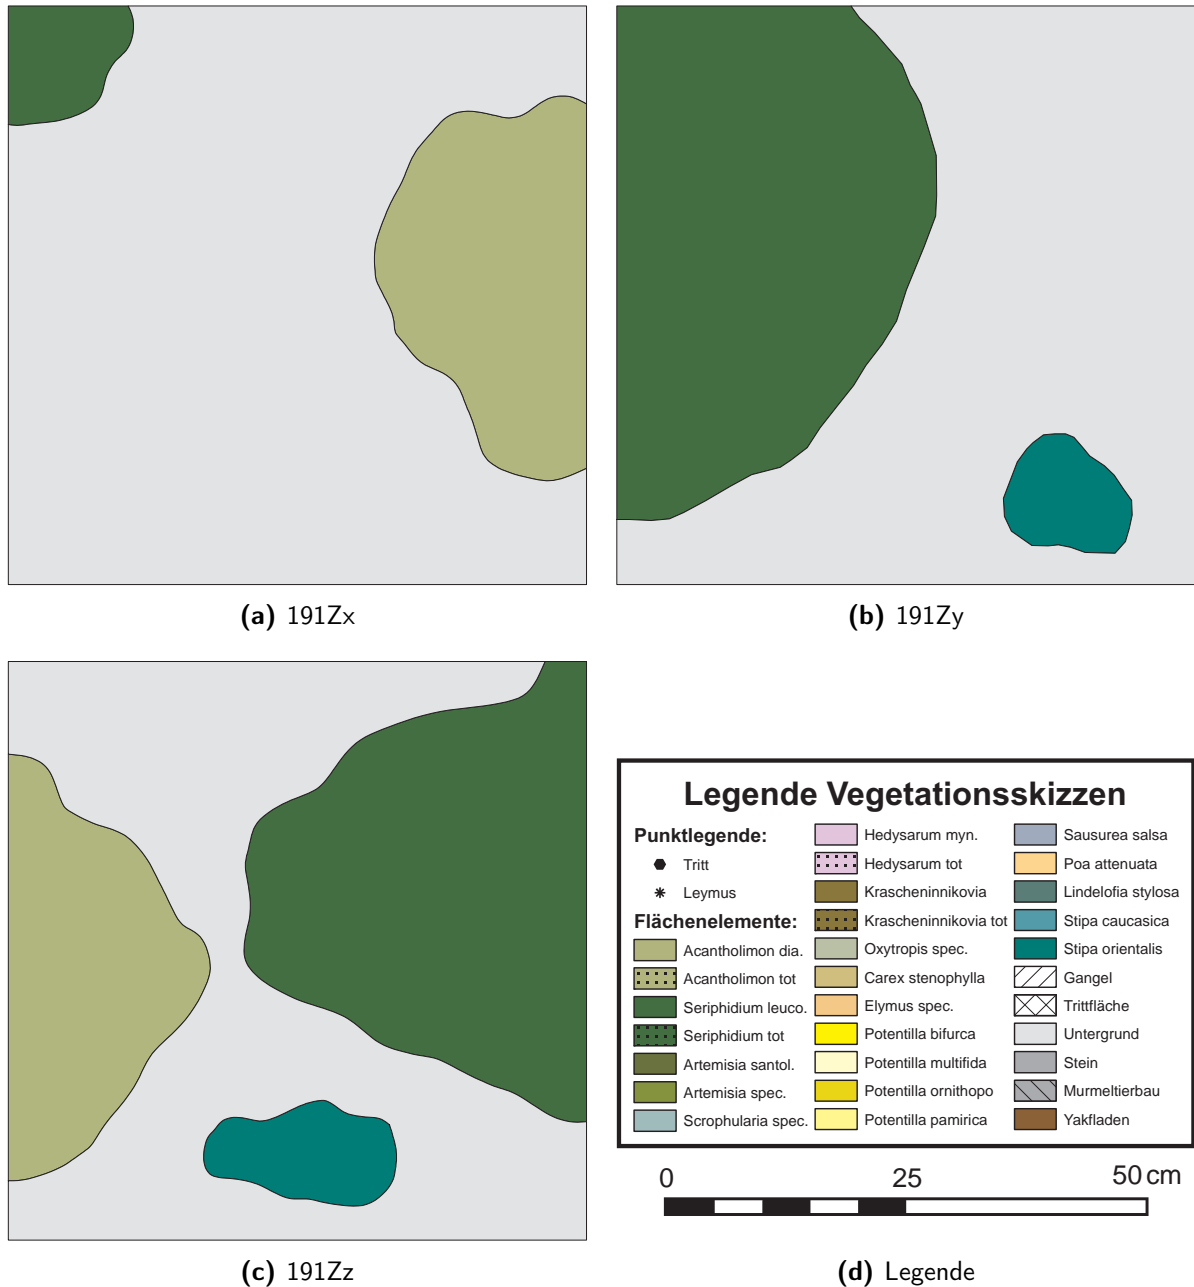 (a) 191Zx
(b) 191Zy
Legende Vegetationsskizzen
Punktlegende:
Tritt
Leymus
Flächenelemente:
Acantholimon dia.
Acantholimon tot
Seriphidium leuco.
Seriphidium tot
Artemisia santol.
Artemisia spec.
Scrophularia spec.
Hedysarum myn.
Hedysarum tot
Krascheninnikovia
Krascheninnikovia tot
Oxytropis spec.
Carex stenophylla
Elymus spec.
Potentilla bifurca
Potentilla multifida
Potentilla ornithopo
Potentilla pamirica
Sausurea salsa
Poa attenuata
Lindelofia stylosa
Stipa caucasica
Stipa orientalis
Gangel
Trittfläche
Untergrund
Stein
Murmeltierbau
Yakfladen
0 25 50 cm
(c) 191Zz
(d) Legende